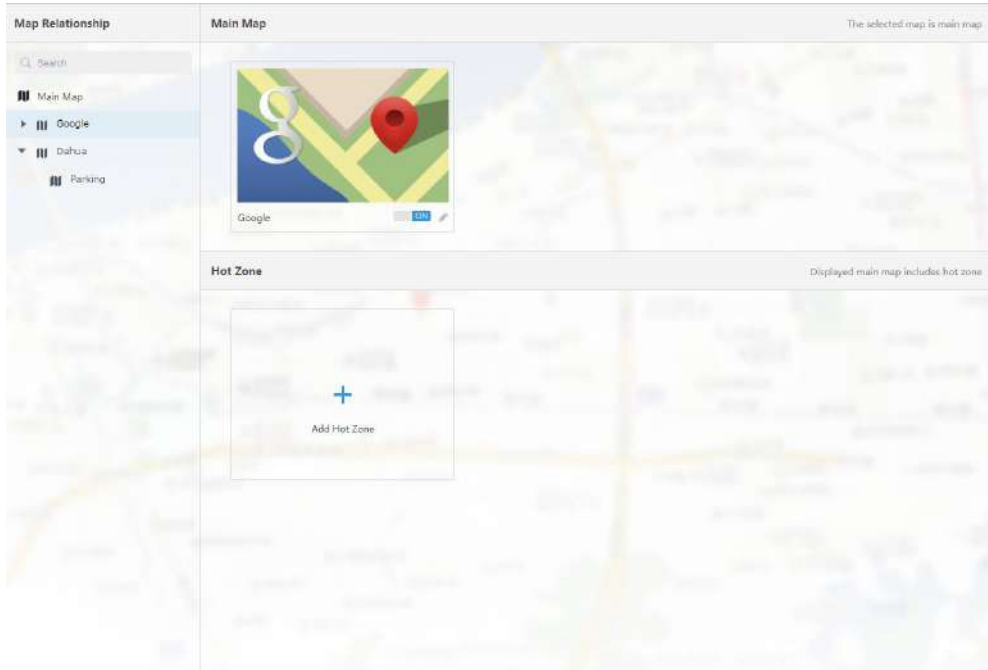 Map Relationship
Main Map
The selected map is main map
Search
Main Map
Google
Dahua
Parking
g
Google
ON
Hot Zone
Displayed main map includes hot zone
Add Hot Zone